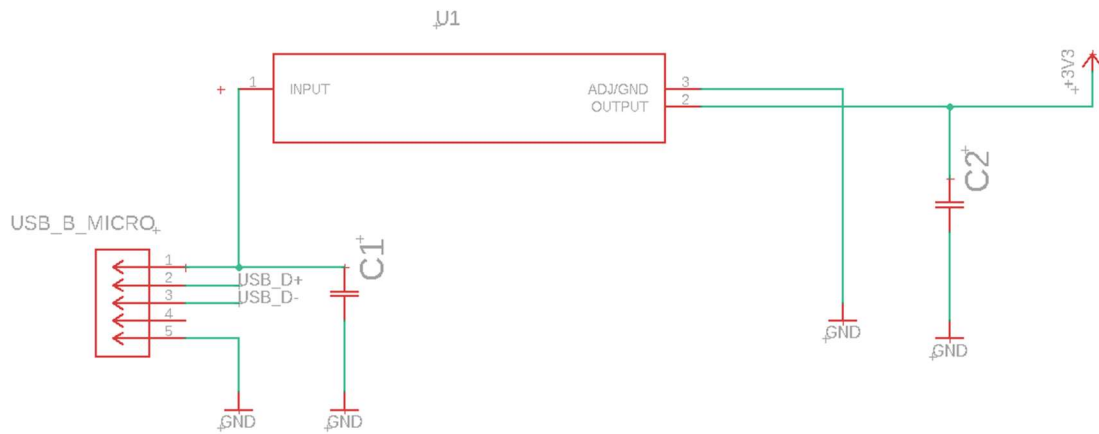 U1
1
INPUT
ADJ/GND
3
OUTPUT
2
+3V3
C2
USB_B_MICRO
1
C1
2
USB_D+
3
USB_D-
4
5
GND
GND
GND
GND